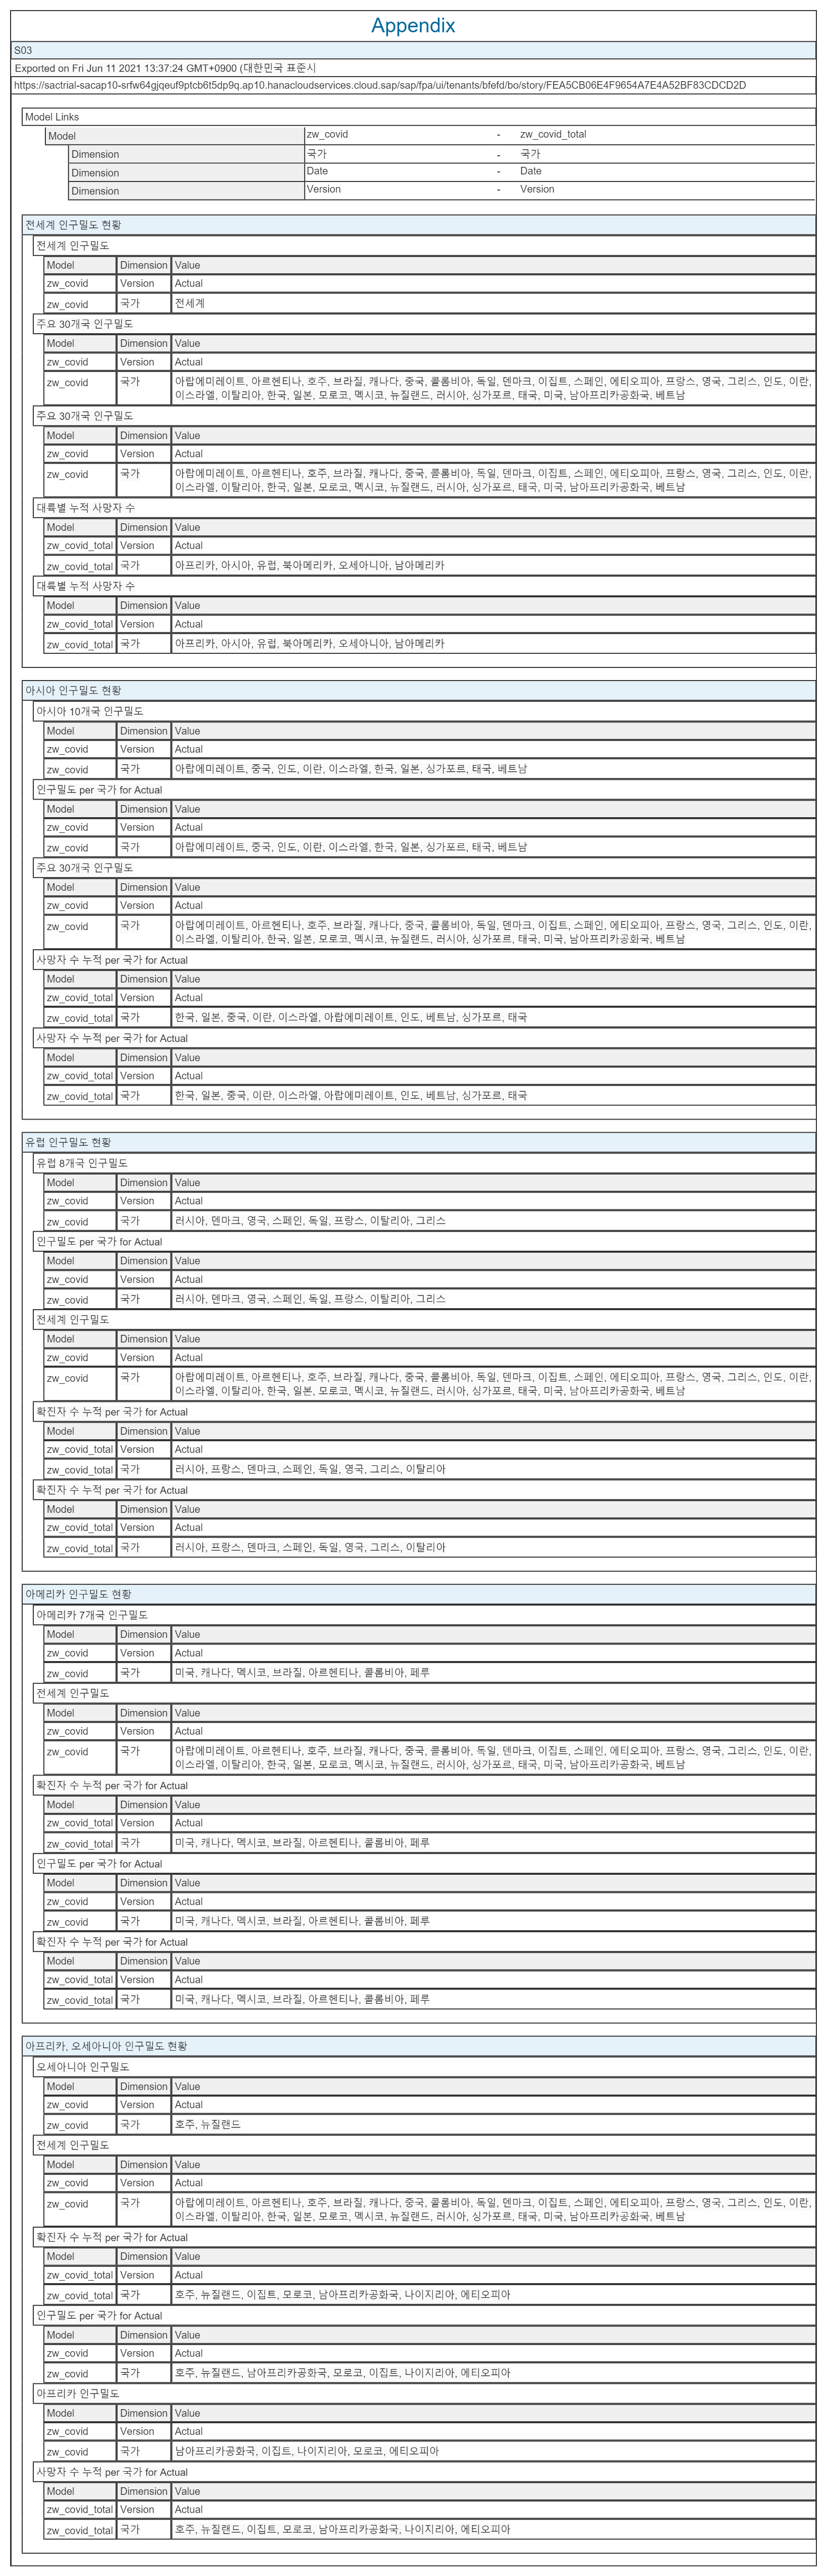 Appendix
S03
Exported on Fri Jun 11 2021 13:37:24 GMT+0900 (대한민국 표준시
https://sactrial-sacap10-srfw64gjqeuf9ptcb6t5dp9q.ap10.hanacloudservices.cloud.sap/sap/fpa/ui/tenants/bfefd/bo/story/FEA5CB06E4F9654A7E4A52BF83CDCD2D
Model Links
Model zw_covid - zw_covid_total
Dimension 국가 - 국가
Dimension Date - Date
Dimension Version - Version
전세계 인구밀도 현황
전세계 인구밀도
Model Dimension Value
zw_covid Version Actual
zw_covid 국가 전세계
주요 30개국 인구밀도
Model Dimension Value
zw_covid Version Actual
zw_covid 국가 아랍에미레이트, 아르헨티나, 호주, 브라질, 캐나다, 중국, 콜롬비아, 독일, 덴마크, 이집트, 스페인, 에티오피아, 프랑스, 영국, 그리스, 인도, 이란,
이스라엘, 이탈리아, 한국, 일본, 모로코, 멕시코, 뉴질랜드, 러시아, 싱가포르, 태국, 미국, 남아프리카공화국, 베트남
주요 30개국 인구밀도
Model Dimension Value
zw_covid Version Actual
zw_covid 국가 아랍에미레이트, 아르헨티나, 호주, 브라질, 캐나다, 중국, 콜롬비아, 독일, 덴마크, 이집트, 스페인, 에티오피아, 프랑스, 영국, 그리스, 인도, 이란,
이스라엘, 이탈리아, 한국, 일본, 모로코, 멕시코, 뉴질랜드, 러시아, 싱가포르, 태국, 미국, 남아프리카공화국, 베트남
대륙별 누적 사망자 수
Model Dimension Value
zw_covid_total Version Actual
zw_covid_total 국가 아프리카, 아시아, 유럽, 북아메리카, 오세아니아, 남아메리카
대륙별 누적 사망자 수
Model Dimension Value
zw_covid_total Version Actual
zw_covid_total 국가 아프리카, 아시아, 유럽, 북아메리카, 오세아니아, 남아메리카
아시아 인구밀도 현황
아시아 10개국 인구밀도
Model Dimension Value
zw_covid Version Actual
zw_covid 국가 아랍에미레이트, 중국, 인도, 이란, 이스라엘, 한국, 일본, 싱가포르, 태국, 베트남
인구밀도 per 국가 for Actual
Model Dimension Value
zw_covid Version Actual
zw_covid 국가 아랍에미레이트, 중국, 인도, 이란, 이스라엘, 한국, 일본, 싱가포르, 태국, 베트남
주요 30개국 인구밀도
Model Dimension Value
zw_covid Version Actual
zw_covid 국가 아랍에미레이트, 아르헨티나, 호주, 브라질, 캐나다, 중국, 콜롬비아, 독일, 덴마크, 이집트, 스페인, 에티오피아, 프랑스, 영국, 그리스, 인도, 이란,
이스라엘, 이탈리아, 한국, 일본, 모로코, 멕시코, 뉴질랜드, 러시아, 싱가포르, 태국, 미국, 남아프리카공화국, 베트남
사망자 수 누적 per 국가 for Actual
Model Dimension Value
zw_covid_total Version Actual
zw_covid_total 국가 한국, 일본, 중국, 이란, 이스라엘, 아랍에미레이트, 인도, 베트남, 싱가포르, 태국
사망자 수 누적 per 국가 for Actual
Model Dimension Value
zw_covid_total Version Actual
zw_covid_total 국가 한국, 일본, 중국, 이란, 이스라엘, 아랍에미레이트, 인도, 베트남, 싱가포르, 태국
유럽 인구밀도 현황
유럽 8개국 인구밀도
Model Dimension Value
zw_covid Version Actual
zw_covid 국가 러시아, 덴마크, 영국, 스페인, 독일, 프랑스, 이탈리아, 그리스
인구밀도 per 국가 for Actual
Model Dimension Value
zw_covid Version Actual
zw_covid 국가 러시아, 덴마크, 영국, 스페인, 독일, 프랑스, 이탈리아, 그리스
전세계 인구밀도
Model Dimension Value
zw_covid Version Actual
zw_covid 국가 아랍에미레이트, 아르헨티나, 호주, 브라질, 캐나다, 중국, 콜롬비아, 독일, 덴마크, 이집트, 스페인, 에티오피아, 프랑스, 영국, 그리스, 인도, 이란,
이스라엘, 이탈리아, 한국, 일본, 모로코, 멕시코, 뉴질랜드, 러시아, 싱가포르, 태국, 미국, 남아프리카공화국, 베트남
확진자 수 누적 per 국가 for Actual
Model Dimension Value
zw_covid_total Version Actual
zw_covid_total 국가 러시아, 프랑스, 덴마크, 스페인, 독일, 영국, 그리스, 이탈리아
확진자 수 누적 per 국가 for Actual
Model Dimension Value
zw_covid_total Version Actual
zw_covid_total 국가 러시아, 프랑스, 덴마크, 스페인, 독일, 영국, 그리스, 이탈리아
아메리카 인구밀도 현황
아메리카 7개국 인구밀도
Model Dimension Value
zw_covid Version Actual
zw_covid 국가 미국, 캐나다, 멕시코, 브라질, 아르헨티나, 콜롬비아, 페루
전세계 인구밀도
Model Dimension Value
zw_covid Version Actual
zw_covid 국가 아랍에미레이트, 아르헨티나, 호주, 브라질, 캐나다, 중국, 콜롬비아, 독일, 덴마크, 이집트, 스페인, 에티오피아, 프랑스, 영국, 그리스, 인도, 이란,
이스라엘, 이탈리아, 한국, 일본, 모로코, 멕시코, 뉴질랜드, 러시아, 싱가포르, 태국, 미국, 남아프리카공화국, 베트남
확진자 수 누적 per 국가 for Actual
Model Dimension Value
zw_covid_total Version Actual
zw_covid_total 국가 미국, 캐나다, 멕시코, 브라질, 아르헨티나, 콜롬비아, 페루
인구밀도 per 국가 for Actual
Model Dimension Value
zw_covid Version Actual
zw_covid 국가 미국, 캐나다, 멕시코, 브라질, 아르헨티나, 콜롬비아, 페루
확진자 수 누적 per 국가 for Actual
Model Dimension Value
zw_covid_total Version Actual
zw_covid_total 국가 미국, 캐나다, 멕시코, 브라질, 아르헨티나, 콜롬비아, 페루
아프리카, 오세아니아 인구밀도 현황
오세아니아 인구밀도
Model Dimension Value
zw_covid Version Actual
zw_covid 국가 호주, 뉴질랜드
전세계 인구밀도
Model Dimension Value
zw_covid Version Actual
zw_covid 국가 아랍에미레이트, 아르헨티나, 호주, 브라질, 캐나다, 중국, 콜롬비아, 독일, 덴마크, 이집트, 스페인, 에티오피아, 프랑스, 영국, 그리스, 인도, 이란,
이스라엘, 이탈리아, 한국, 일본, 모로코, 멕시코, 뉴질랜드, 러시아, 싱가포르, 태국, 미국, 남아프리카공화국, 베트남
확진자 수 누적 per 국가 for Actual
Model Dimension Value
zw_covid_total Version Actual
zw_covid_total 국가 호주, 뉴질랜드, 이집트, 모로코, 남아프리카공화국, 나이지리아, 에티오피아
인구밀도 per 국가 for Actual
Model Dimension Value
zw_covid Version Actual
zw_covid 국가 호주, 뉴질랜드, 남아프리카공화국, 모로코, 이집트, 나이지리아, 에티오피아
아프리카 인구밀도
Model Dimension Value
zw_covid Version Actual
zw_covid 국가 남아프리카공화국, 이집트, 나이지리아, 모로코, 에티오피아
사망자 수 누적 per 국가 for Actual
Model Dimension Value
zw_covid_total Version Actual
zw_covid_total 국가 호주, 뉴질랜드, 이집트, 모로코, 남아프리카공화국, 나이지리아, 에티오피아